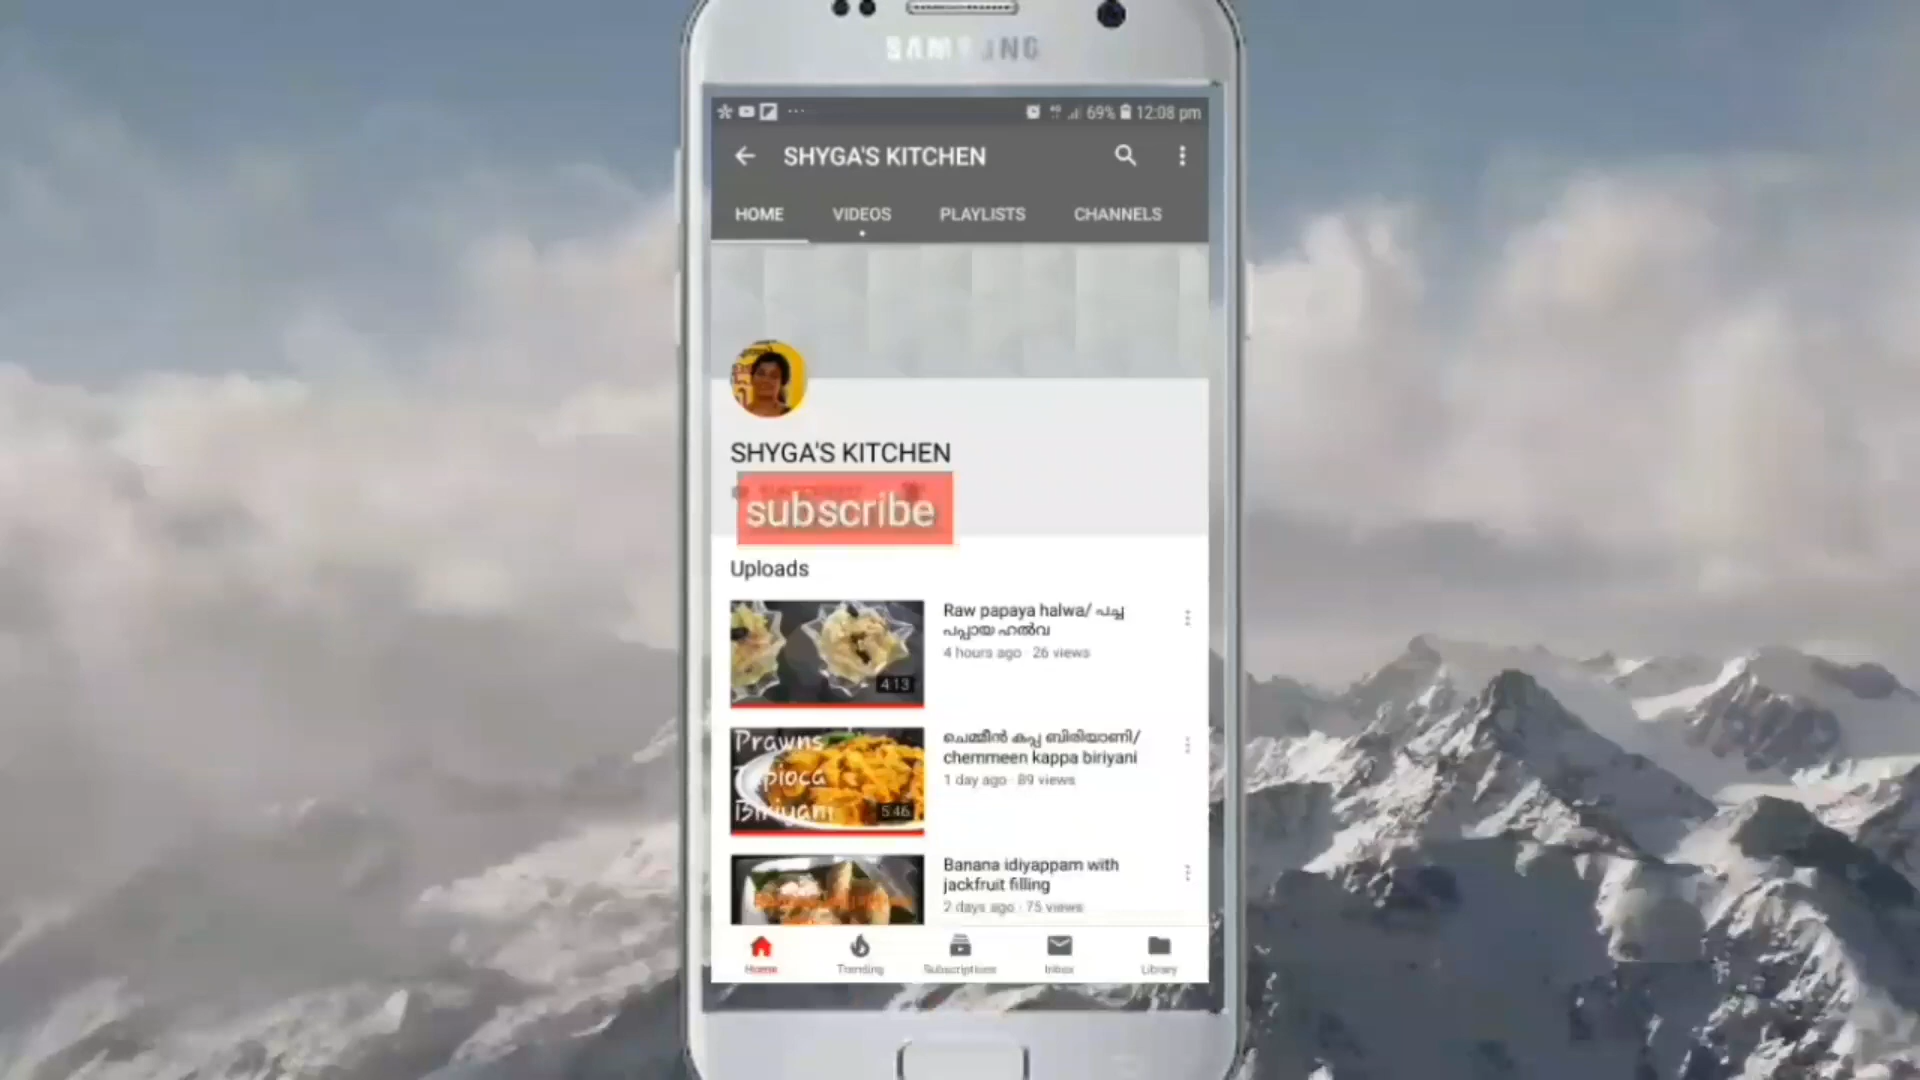 SAMSUNG
69% 12:08 pm
SHYGA'S KITCHEN
HOME VIDEOS PLAYLISTS CHANNELS
SHYGA'S KITCHEN
subscribe
Uploads
Raw papaya halwa/ പച്ച
പപ്പായ ഹൽവ
4 hours ago · 26 views
4:13
ചെമ്മീൻ കപ്പ ബിരിയാണി/
chemmeen kappa biriyani
1 day ago · 89 views
Prawns
Tapioca
Biriyani
5:46
Banana idiyappam with
jackfruit filling
2 days ago · 75 views
Home Trending Subscriptions Inbox Library